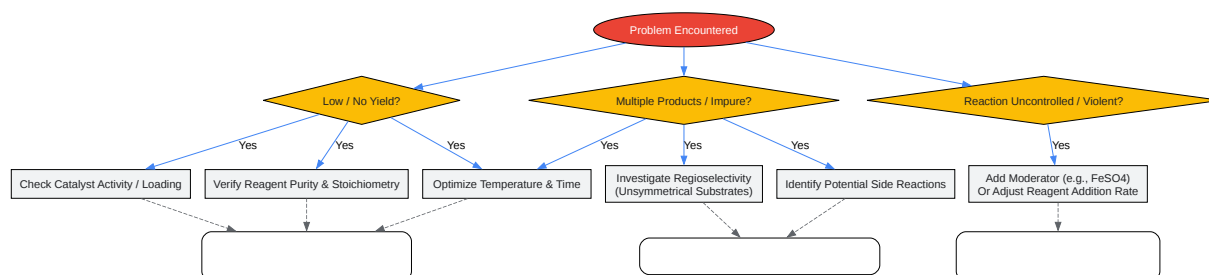 Problem Encountered
Low / No Yield?
Multiple Products / Impure?
Reaction Uncontrolled / Violent?
Yes
Yes
Yes
Yes
Yes
Yes
Yes
Check Catalyst Activity / Loading
Verify Reagent Purity & Stoichiometry
Optimize Temperature & Time
Investigate Regioselectivity
(Unsymmetrical Substrates)
Identify Potential Side Reactions
Add Moderator (e.g., FeSO4)
Or Adjust Reagent Addition Rate